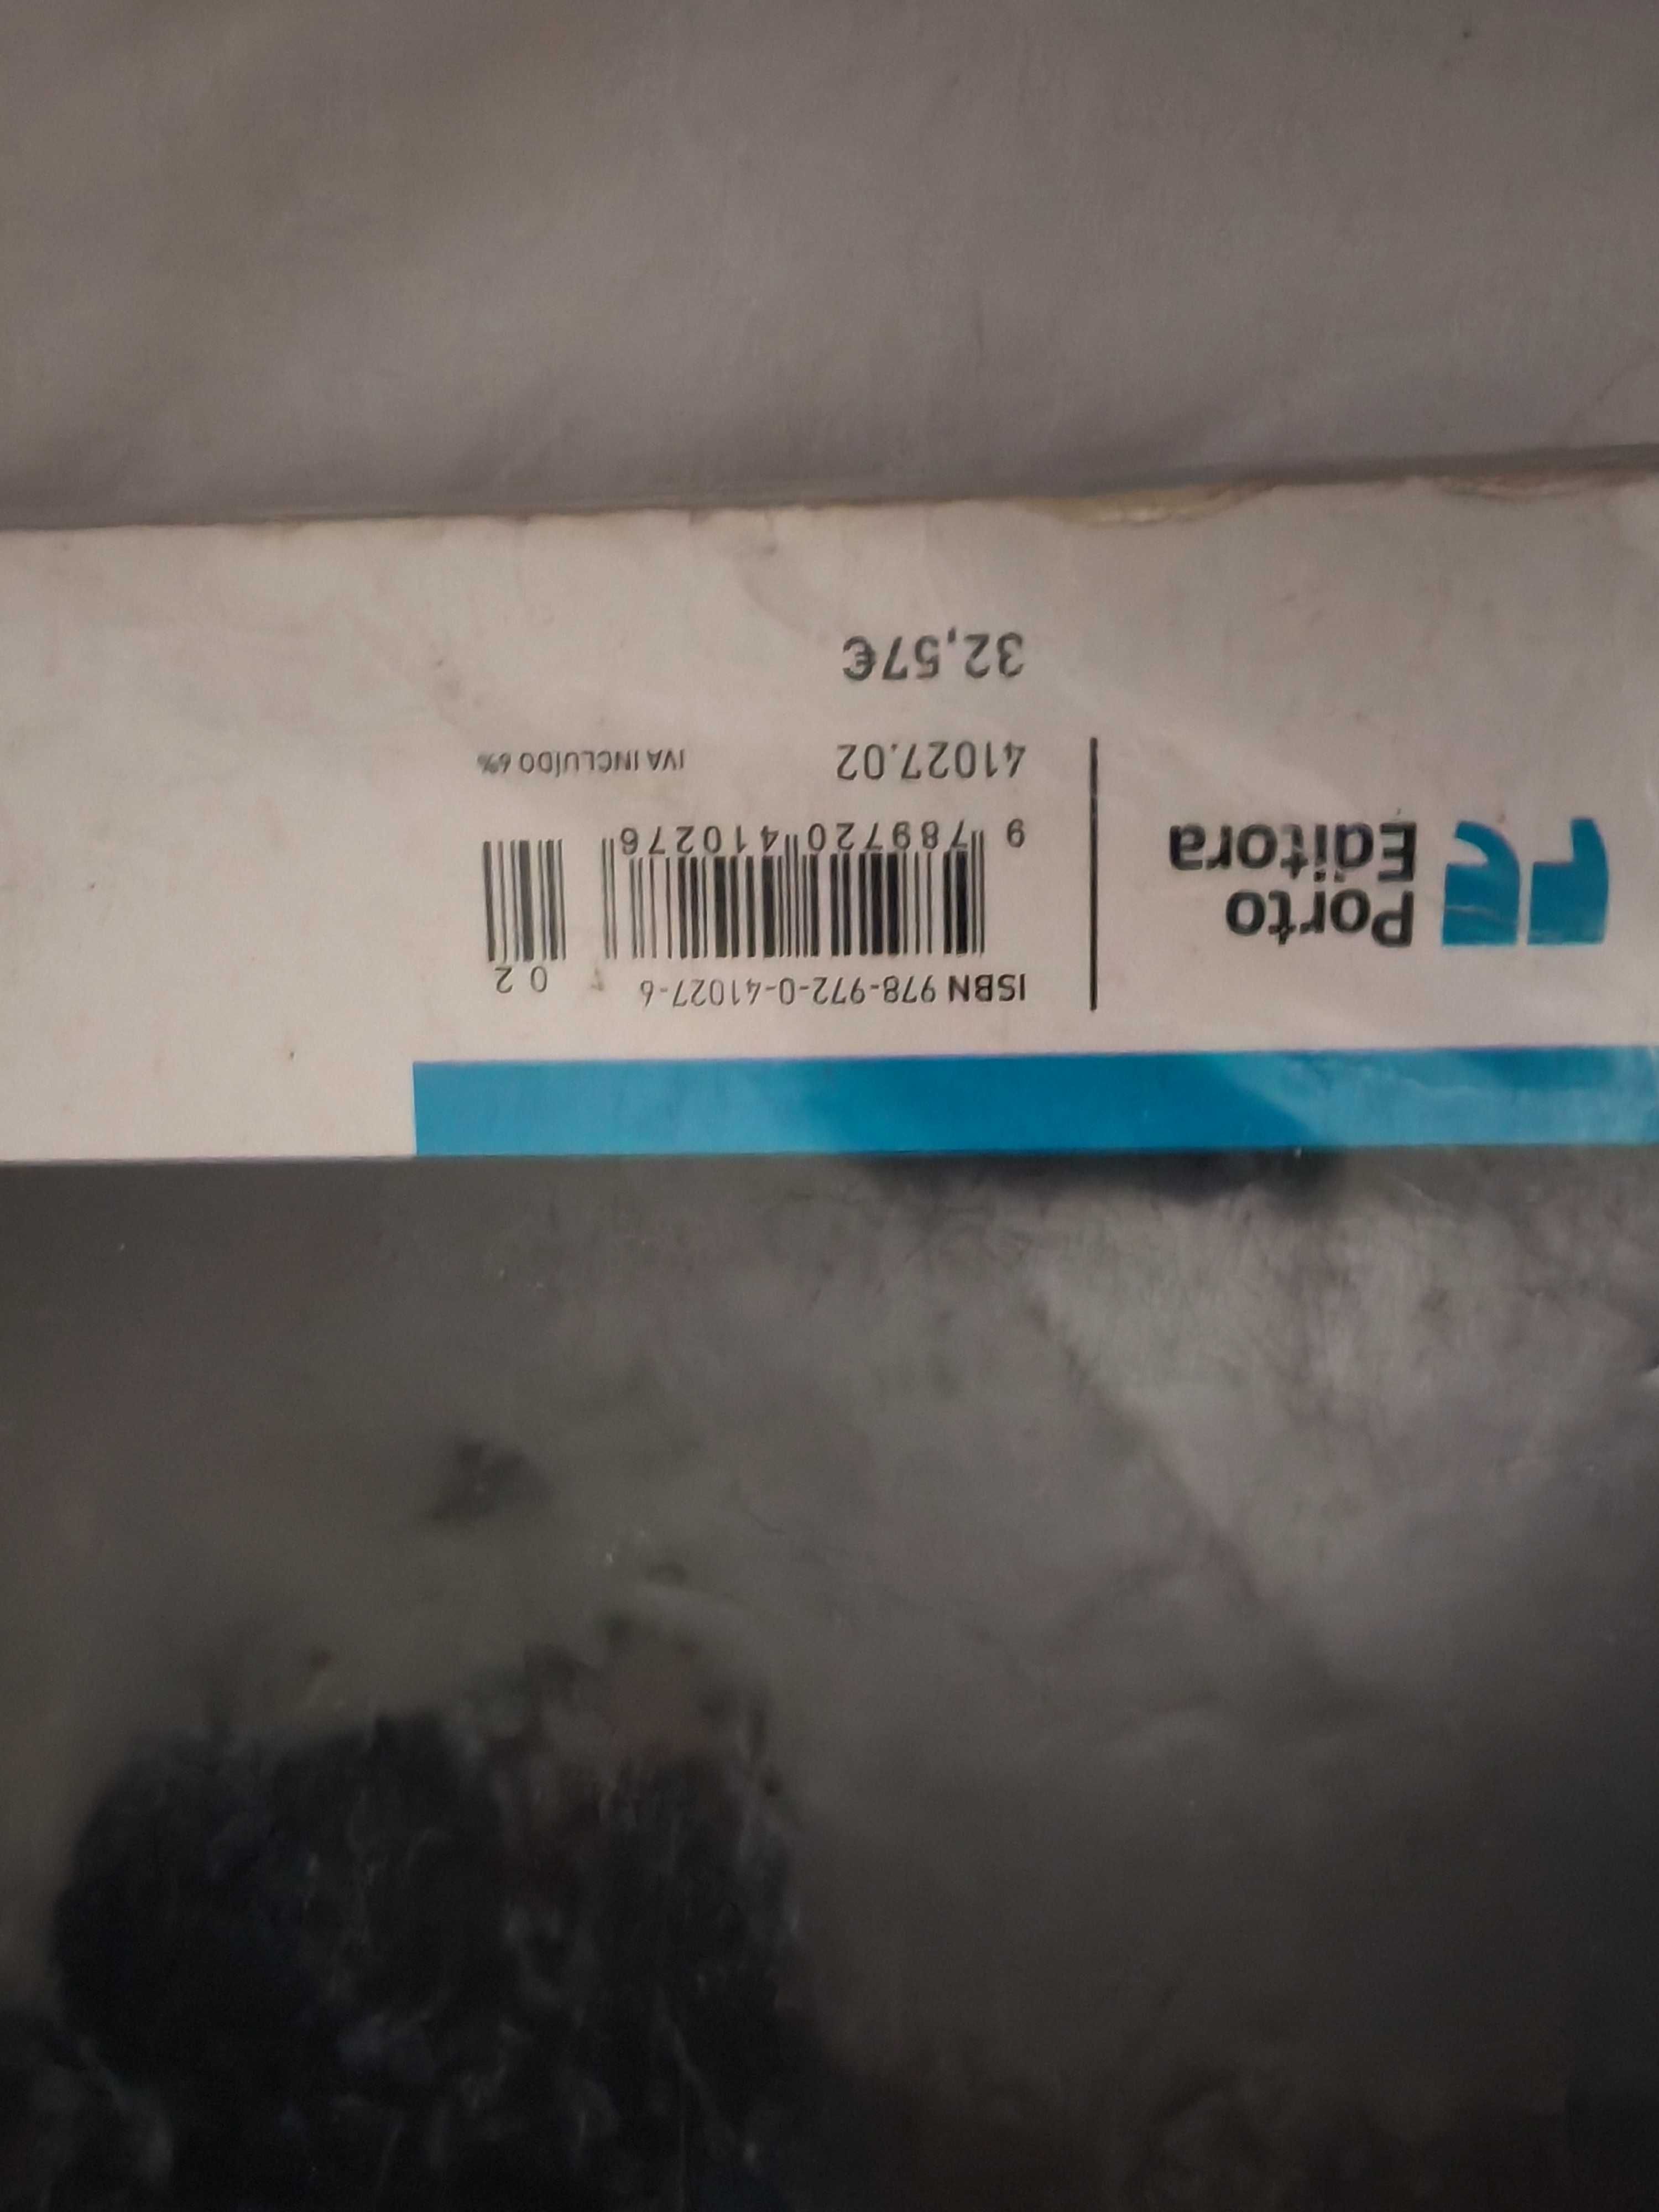 Porto
Editora
ISBN 978-972-0-41027-6
0 2
9 789720 410276
41027.02
IVA INCLUÍDO 6%
32,57€